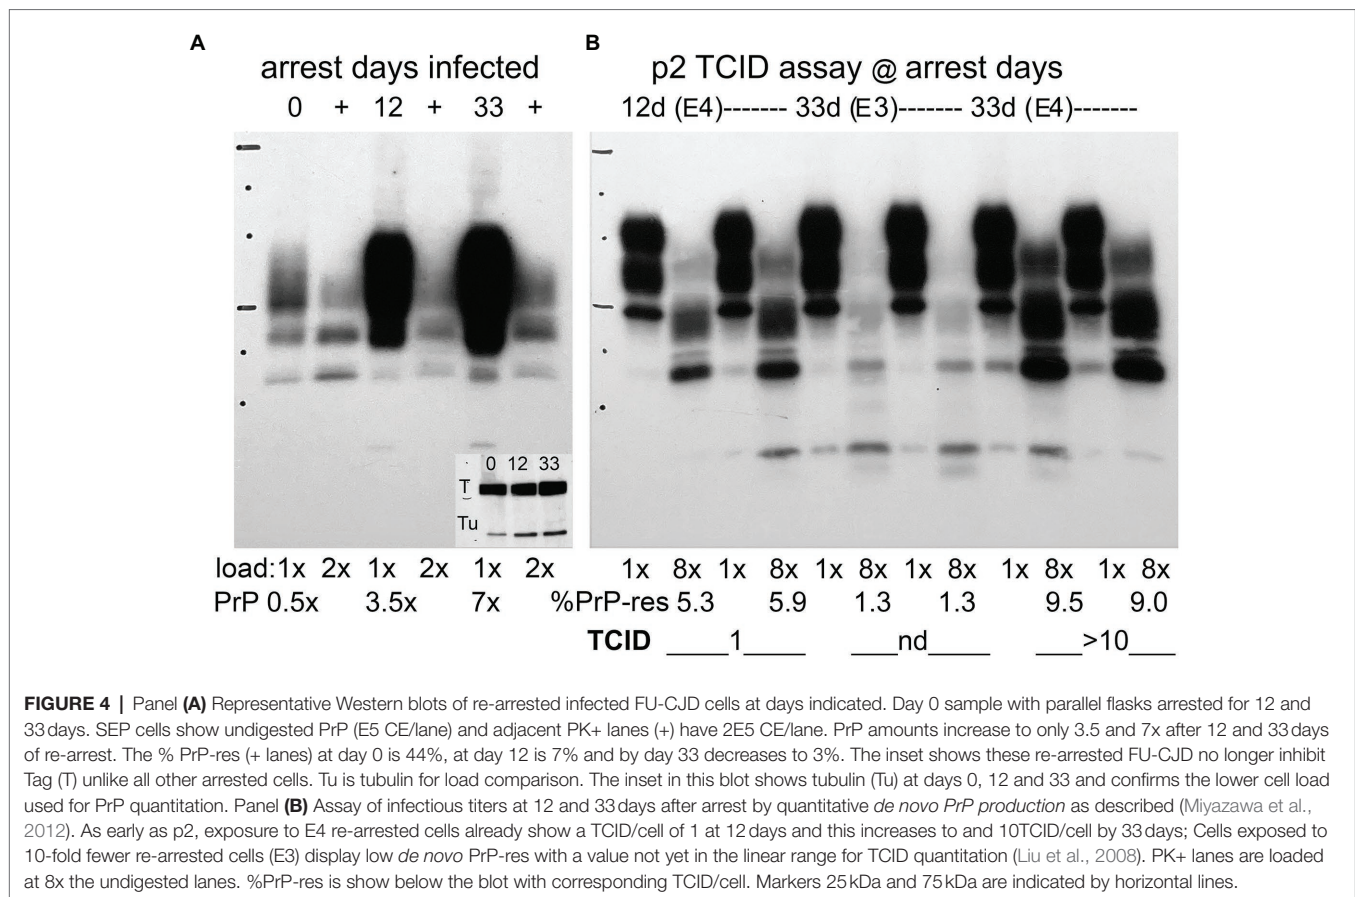 A
B
arrest days infected
p2 TCID assay @ arrest days
0 + 12 + 33 +
12d (E4)------- 33d (E3)------- 33d (E4)-------
0 12 33
T
Tu
load:1x 2x 1x 2x 1x 2x
1x 8x 1x 8x 1x 8x 1x 8x 1x 8x 1x 8x
PrP 0.5x 3.5x 7x
%PrP-res 5.3 5.9 1.3 1.3 9.5 9.0
TCID _____1_____ ____nd_____ ___>10___
FIGURE 4 | Panel (A) Representative Western blots of re-arrested infected FU-CJD cells at days indicated. Day 0 sample with parallel flasks arrested for 12 and
33 days. SEP cells show undigested PrP (E5 CE/lane) and adjacent PK+ lanes (+) have 2E5 CE/lane. PrP amounts increase to only 3.5 and 7x after 12 and 33 days
of re-arrest. The % PrP-res (+ lanes) at day 0 is 44%, at day 12 is 7% and by day 33 decreases to 3%. The inset shows these re-arrested FU-CJD no longer inhibit
Tag (T) unlike all other arrested cells. Tu is tubulin for load comparison. The inset in this blot shows tubulin (Tu) at days 0, 12 and 33 and confirms the lower cell load
used for PrP quantitation. Panel (B) Assay of infectious titers at 12 and 33 days after arrest by quantitative de novo PrP production as described (Miyazawa et al.,
2012). As early as p2, exposure to E4 re-arrested cells already show a TCID/cell of 1 at 12 days and this increases to and 10TCID/cell by 33 days; Cells exposed to
10-fold fewer re-arrested cells (E3) display low de novo PrP-res with a value not yet in the linear range for TCID quantitation (Liu et al., 2008). PK+ lanes are loaded
at 8x the undigested lanes. %PrP-res is show below the blot with corresponding TCID/cell. Markers 25 kDa and 75 kDa are indicated by horizontal lines.